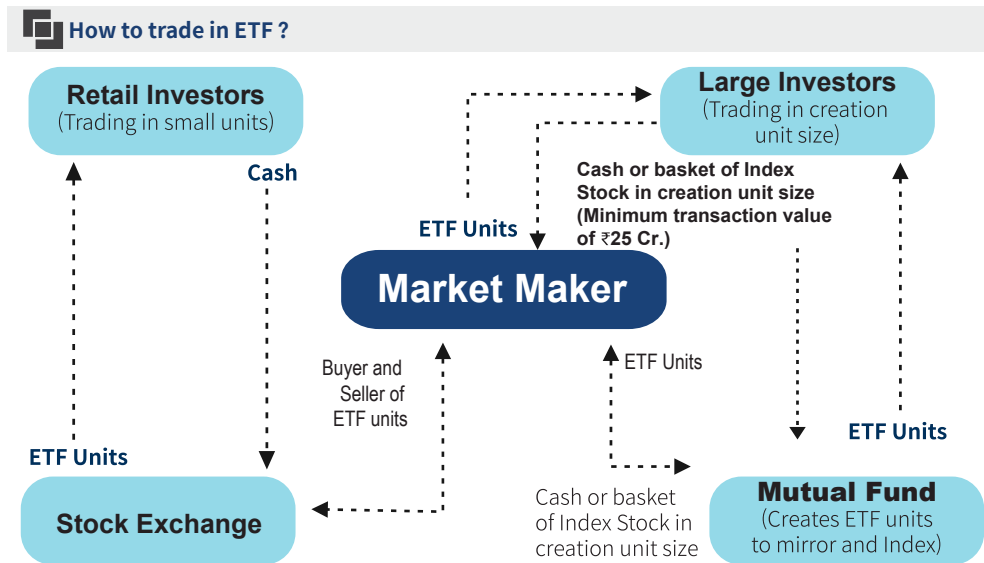 How to trade in ETF ?
Retail Investors
(Trading in small units)
Large Investors
(Trading in creation
unit size)
Cash
Cash or basket of Index
Stock in creation unit size
(Minimum transaction value
of ₹25 Cr.)
ETF Units
Market Maker
Buyer and
Seller of
ETF units
ETF Units
ETF Units
ETF Units
Stock Exchange
Cash or basket
of Index Stock in
creation unit size
Mutual Fund
(Creates ETF units
to mirror and Index)